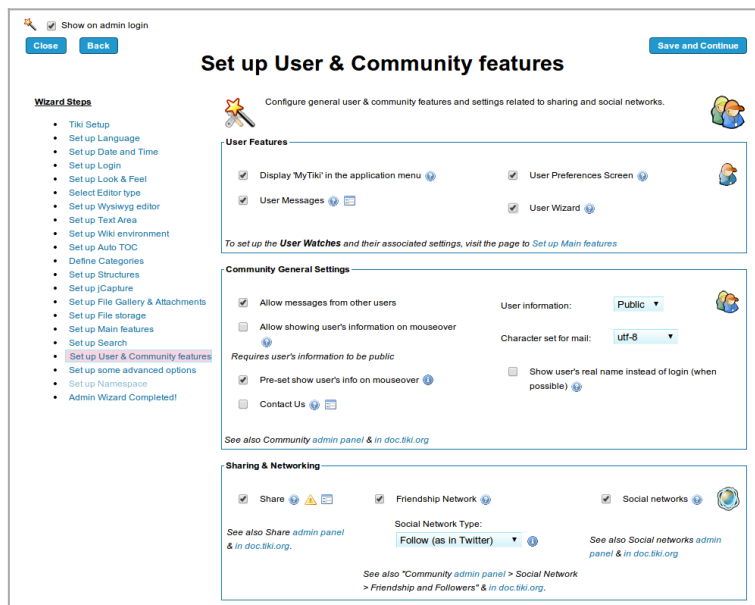 Show on admin login
Close
Back
Save and Continue
Set up User & Community features
Wizard Steps
Tiki Setup
Set up Language
Set up Date and Time
Set up Login
Set up Look & Feel
Select Editor type
Set up Wysiwyg editor
Set up Text Area
Set up Wiki environment
Set up Auto TOC
Define Categories
Set up Structures
Set up jCapture
Set up File Gallery & Attachments
Set up File storage
Set up Main features
Set up Search
Set up User & Community features
Set up some advanced options
Set up Namespace
Admin Wizard Completed!
Configure general user & community features and settings related to sharing and social networks.
User Features
Display 'MyTiki' in the application menu
User Preferences Screen
User Messages
User Wizard
To set up the User Watches and their associated settings, visit the page to Set up Main features
Community General Settings
Allow messages from other users
User information:
Public
Allow showing user's information on mouseover
Character set for mail:
utf-8
Requires user's information to be public
Pre-set show user's info on mouseover
Show user's real name instead of login (when
possible)
Contact Us
See also Community admin panel & in doc.tiki.org
Sharing & Networking
Share
Friendship Network
Social networks
See also Share admin panel
& in doc.tiki.org.
Social Network Type:
Follow (as in Twitter)
See also Social networks admin
panel & in doc.tiki.org
See also "Community admin panel > Social Network
> Friendship and Followers" & in doc.tiki.org.